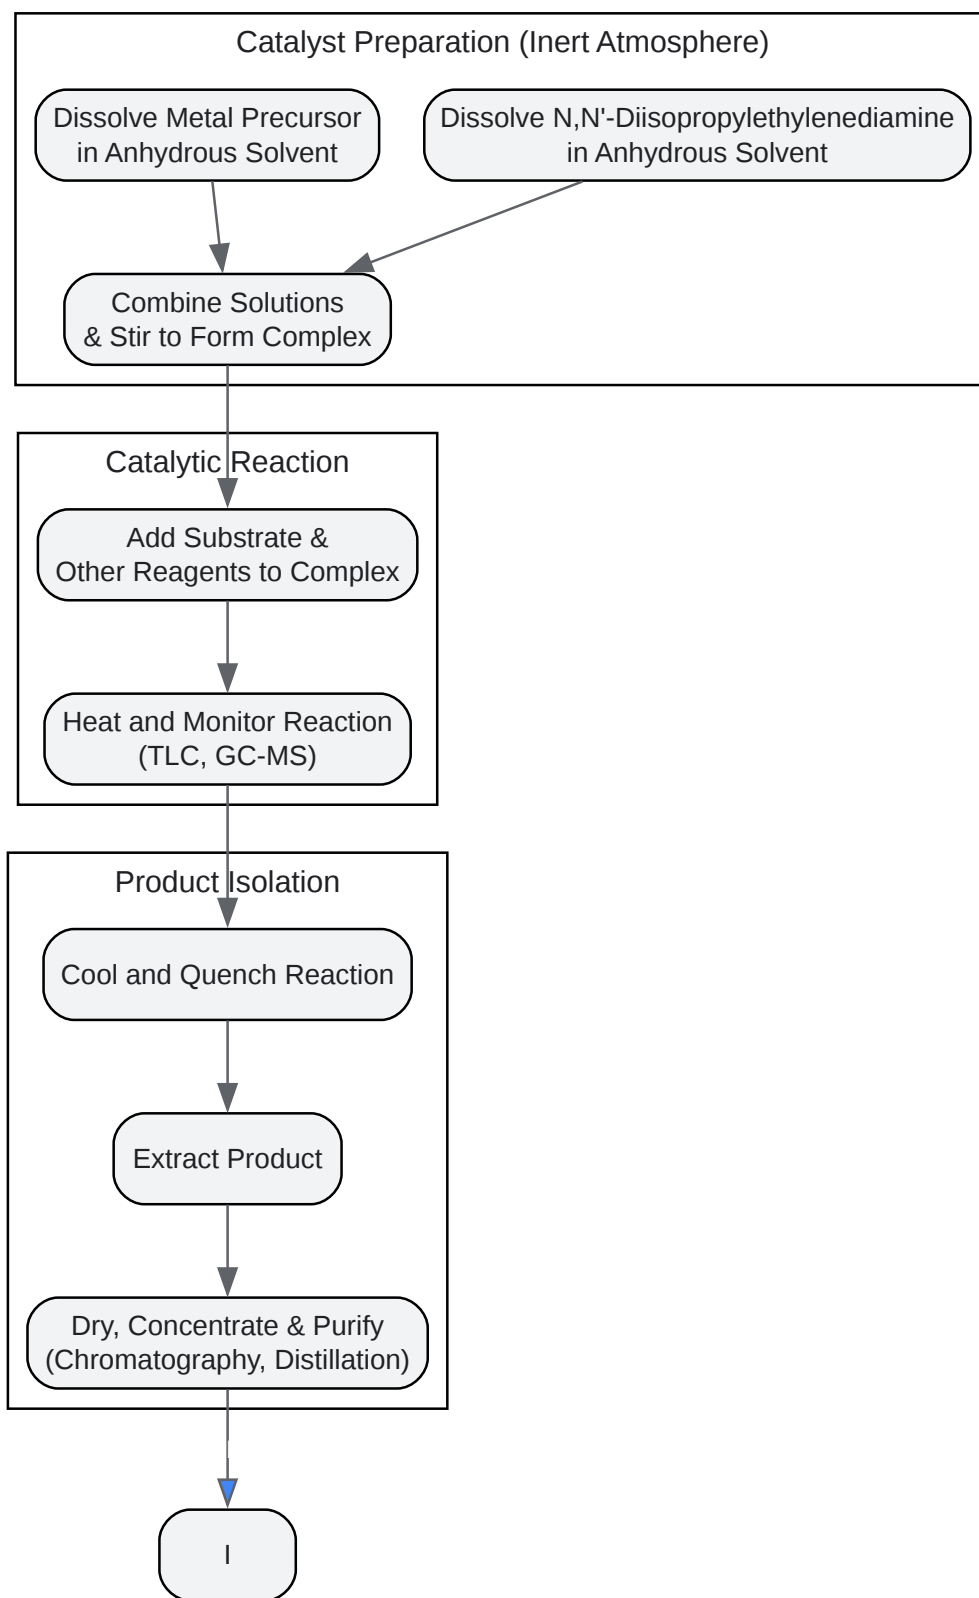 Catalyst Preparation (Inert Atmosphere)
Dissolve Metal Precursor
in Anhydrous Solvent
Dissolve N,N'-Diisopropylethylenediamine
in Anhydrous Solvent
Combine Solutions
& Stir to Form Complex
Catalytic Reaction
Add Substrate &
Other Reagents to Complex
Heat and Monitor Reaction
(TLC, GC-MS)
Product Isolation
Cool and Quench Reaction
Extract Product
Dry, Concentrate & Purify
(Chromatography, Distillation)
I